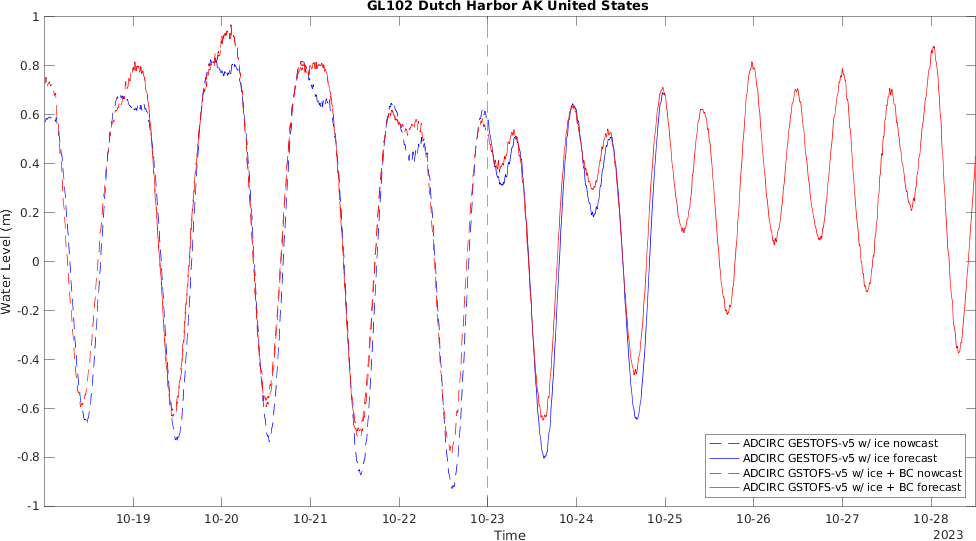 GL102 Dutch Harbor AK United States
1
0.8
0.6
0.4
0.2
0
-0.2
-0.4
-0.6
-0.8
-1
Water Level (m)
ADCIRC GESTOFS-v5 w/ ice nowcast
ADCIRC GESTOFS-v5 w/ ice forecast
ADCIRC GSTOFS-v5 w/ ice + BC nowcast
ADCIRC GSTOFS-v5 w/ ice + BC forecast
10-19 10-20 10-21 10-22 10-23 10-24 10-25 10-26 10-27 10-28
Time
2023